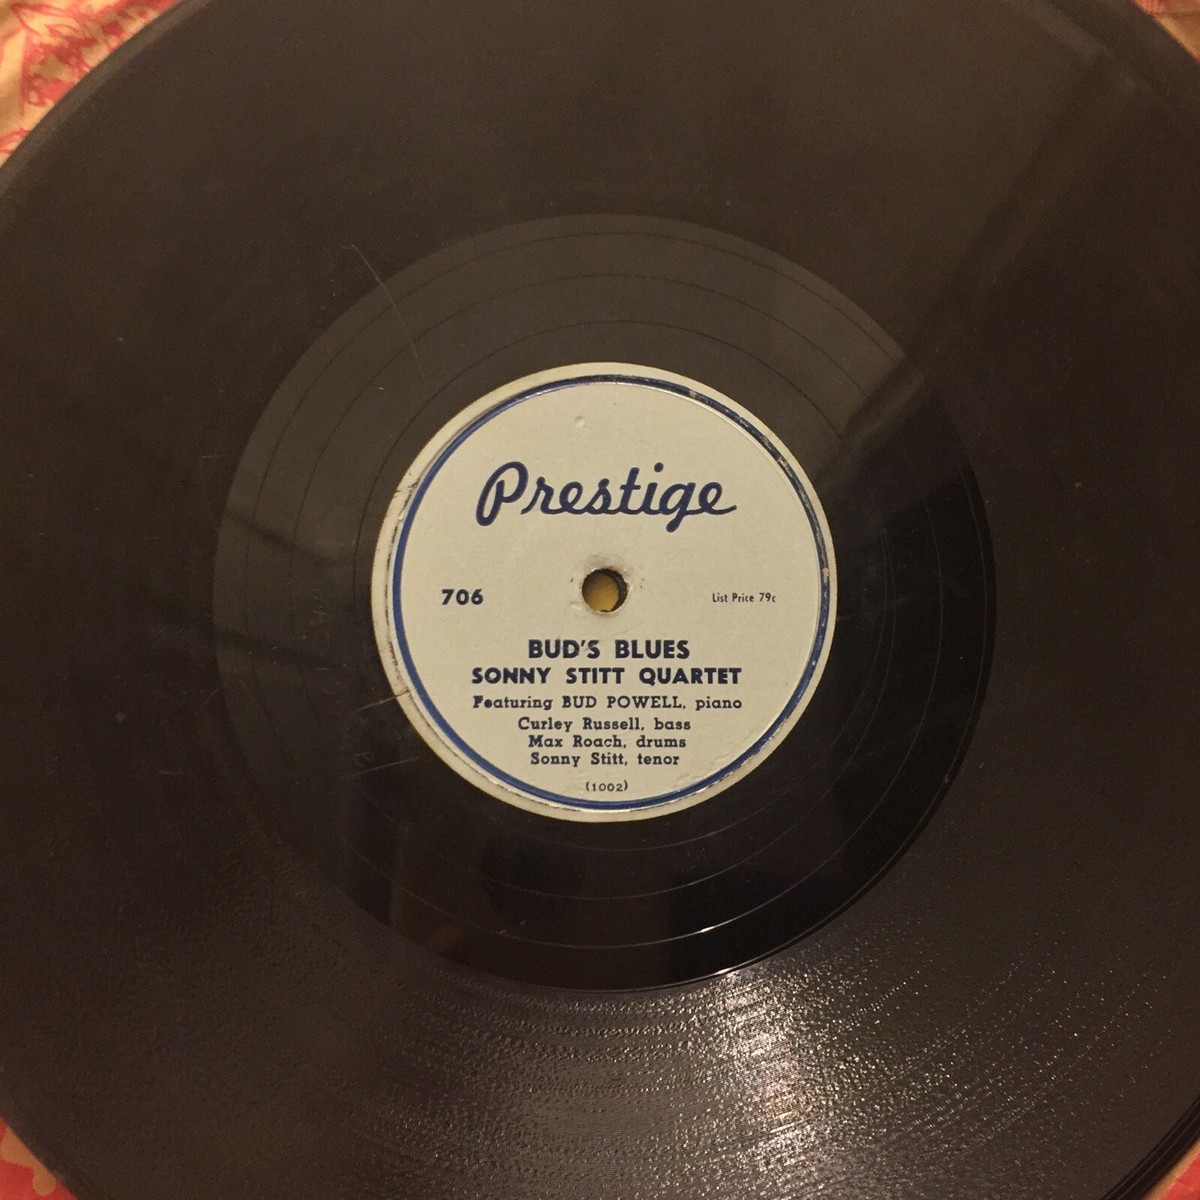 Prestige
706 List Price 79c
BUD'S BLUES
SONNY STITT QUARTET
Featuring BUD POWELL, piano
Curley Russell, bass
Max Roach, drums
Sonny Stitt, tenor
(1002)